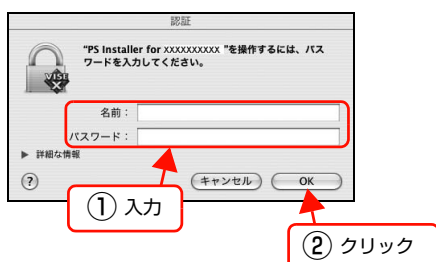 認証
"PS Installer for XXXXXXXXXX "を操作するには、パス
ワードを入力してください。
VISE
X
名前：
パスワード：
▶ 詳細な情報
?
キャンセル
OK
① 入力
② クリック